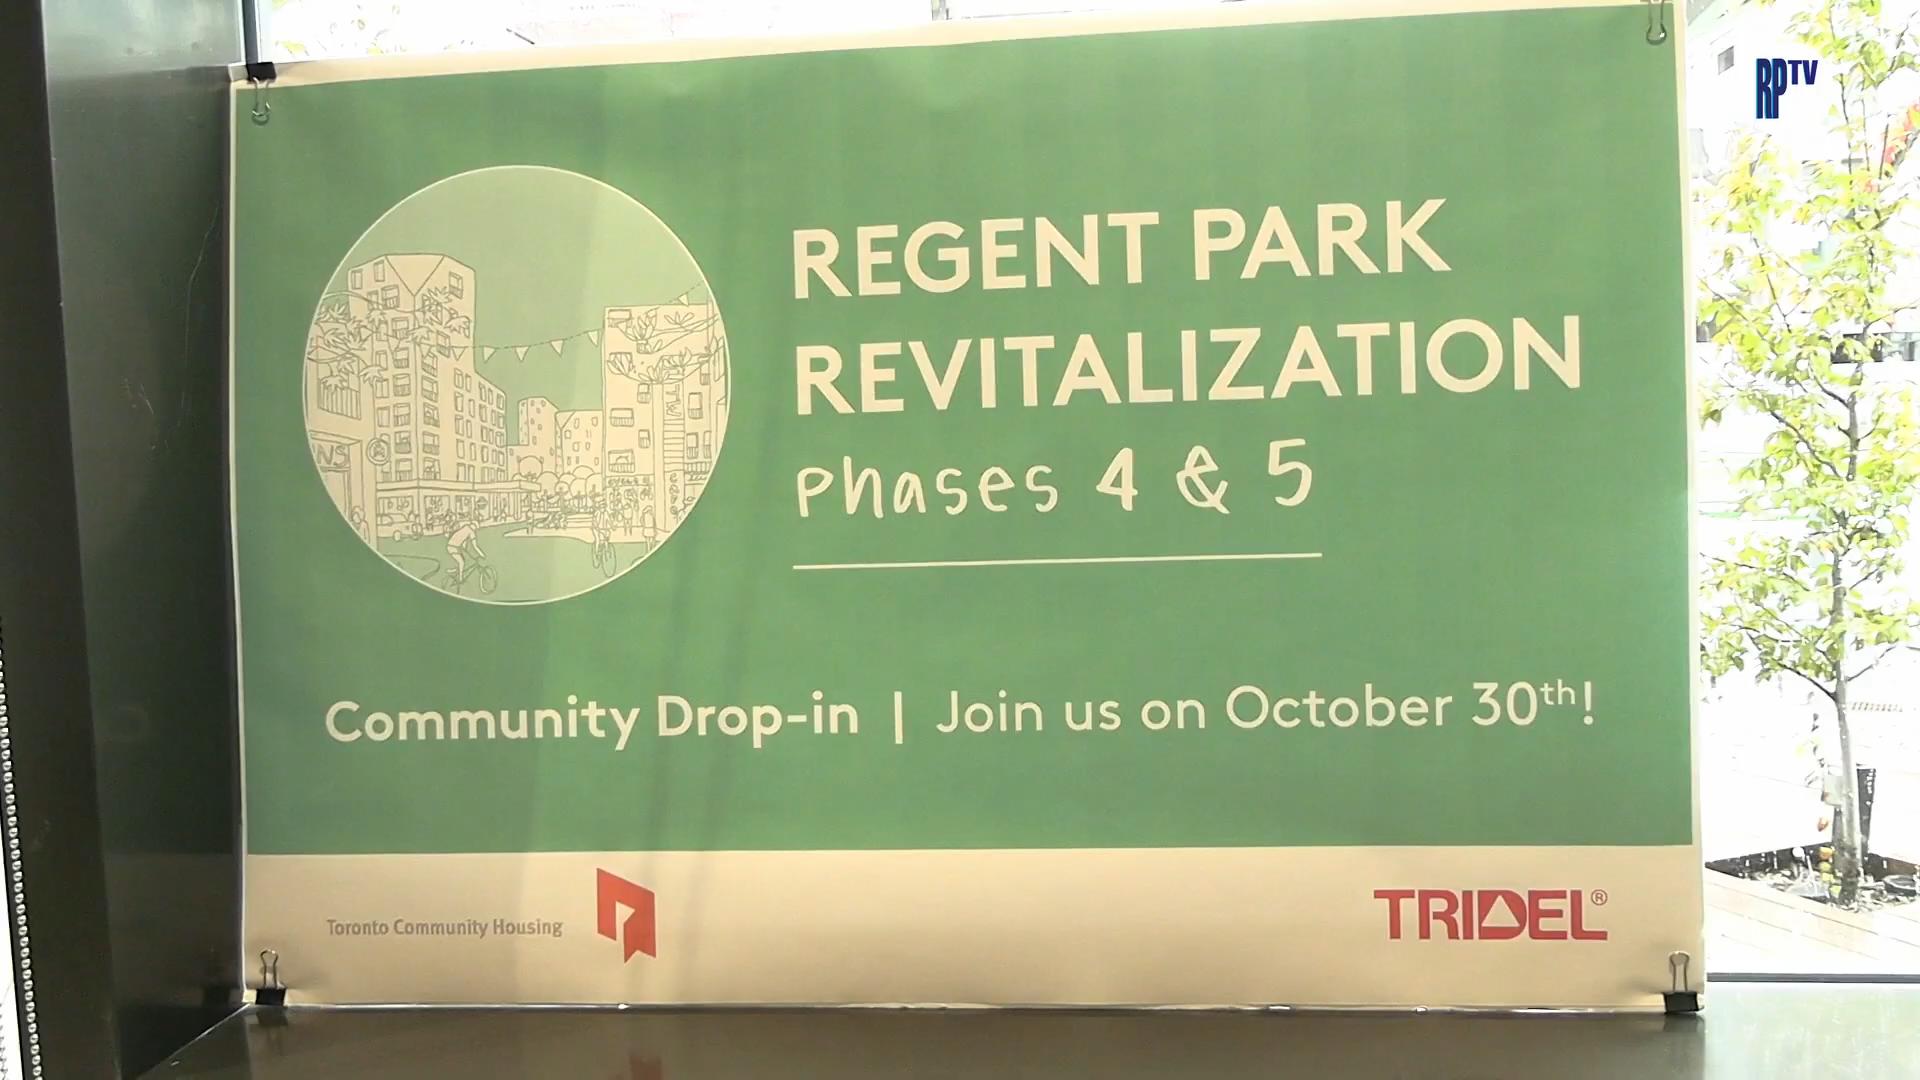 RPTV
REGENT PARK
REVITALIZATION
Phases 4 & 5
Community Drop-in | Join us on October 30th!
Toronto Community Housing
TRIDEL®